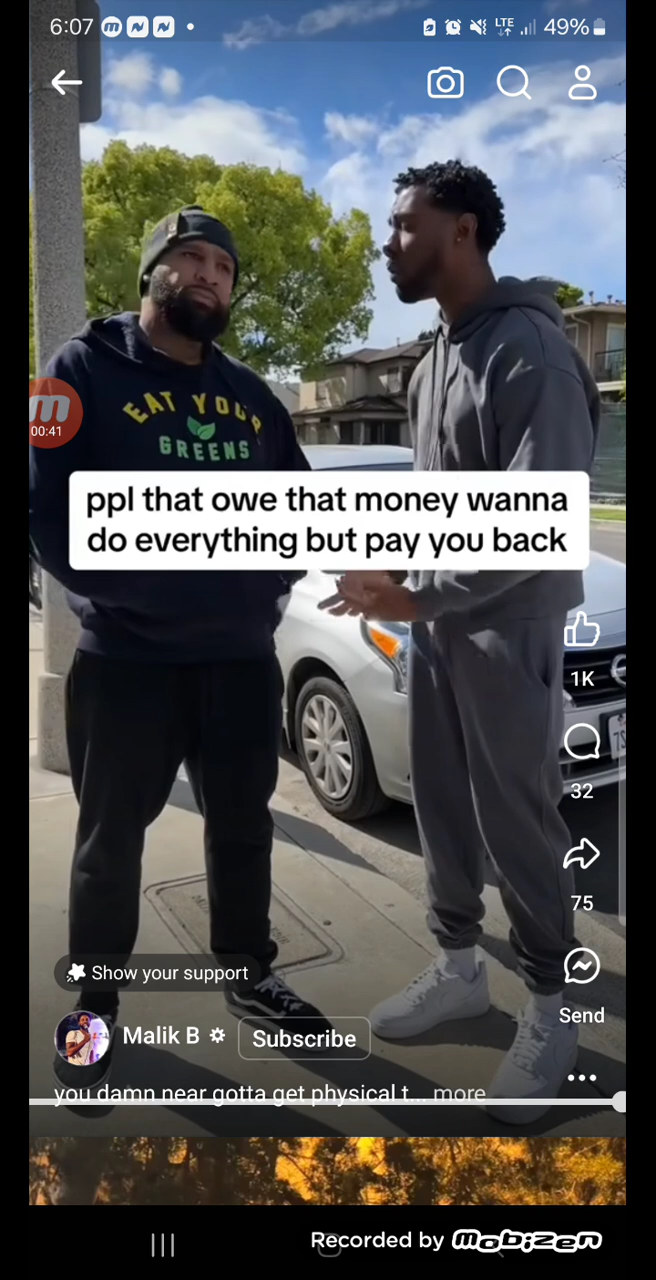 6:07
LTE
49%
00:41
EAT YOUR
GREENS
ppl that owe that money wanna
do everything but pay you back
1K
32
75
Show your support
Send
Malik B
Subscribe
you damn near gotta get physical t... more
Recorded by mobizen